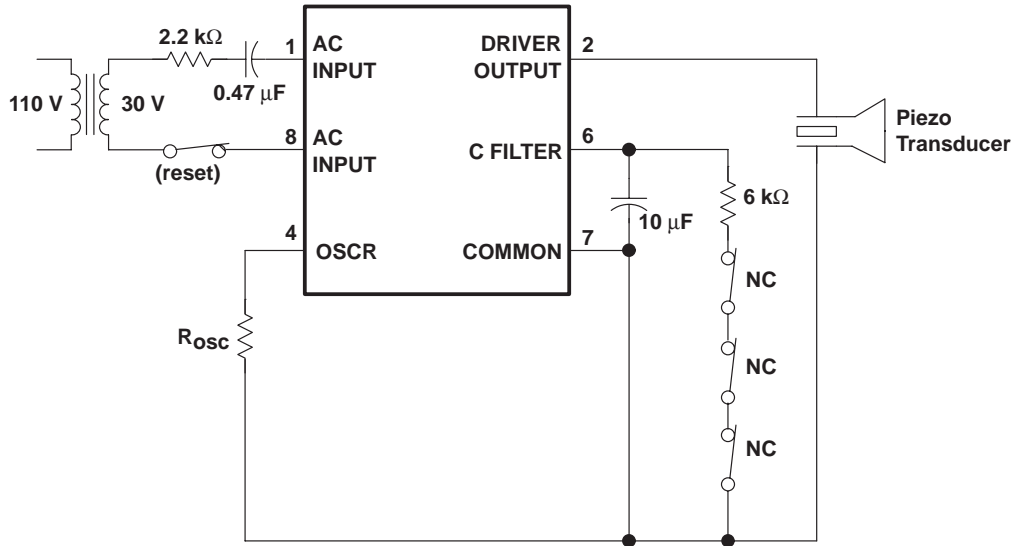 2.2 kΩ
0.47 μF
110 V
30 V
(reset)
1
8
4
AC
INPUT
AC
INPUT
OSCR
DRIVER
OUTPUT
C FILTER
COMMON
2
6
7
10 μF
6 kΩ
NC
NC
NC
Piezo
Transducer
Rosc